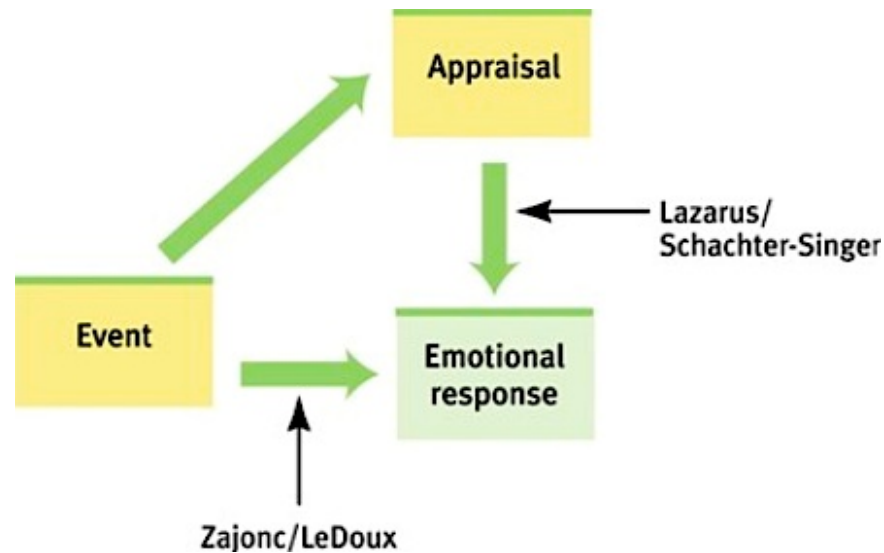 Appraisal
Lazarus/
Schachter-Singer
Event
Emotional
response
Zajonc/LeDoux